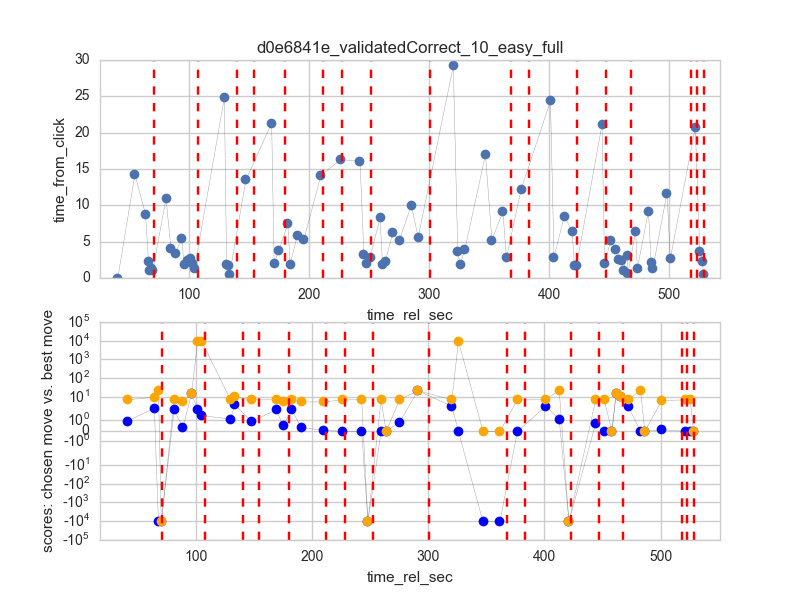 d0e6841e_validatedCorrect_10_easy_full
30
25
20
15
10
5
0
time_from_click
100 200 300 400 500
time_rel_sec
10^5
10^4
10^3
10^2
10^1
10^0
0
-10^0
-10^1
-10^2
-10^3
-10^4
-10^5
scores: chosen move vs. best move
100 200 300 400 500
time_rel_sec